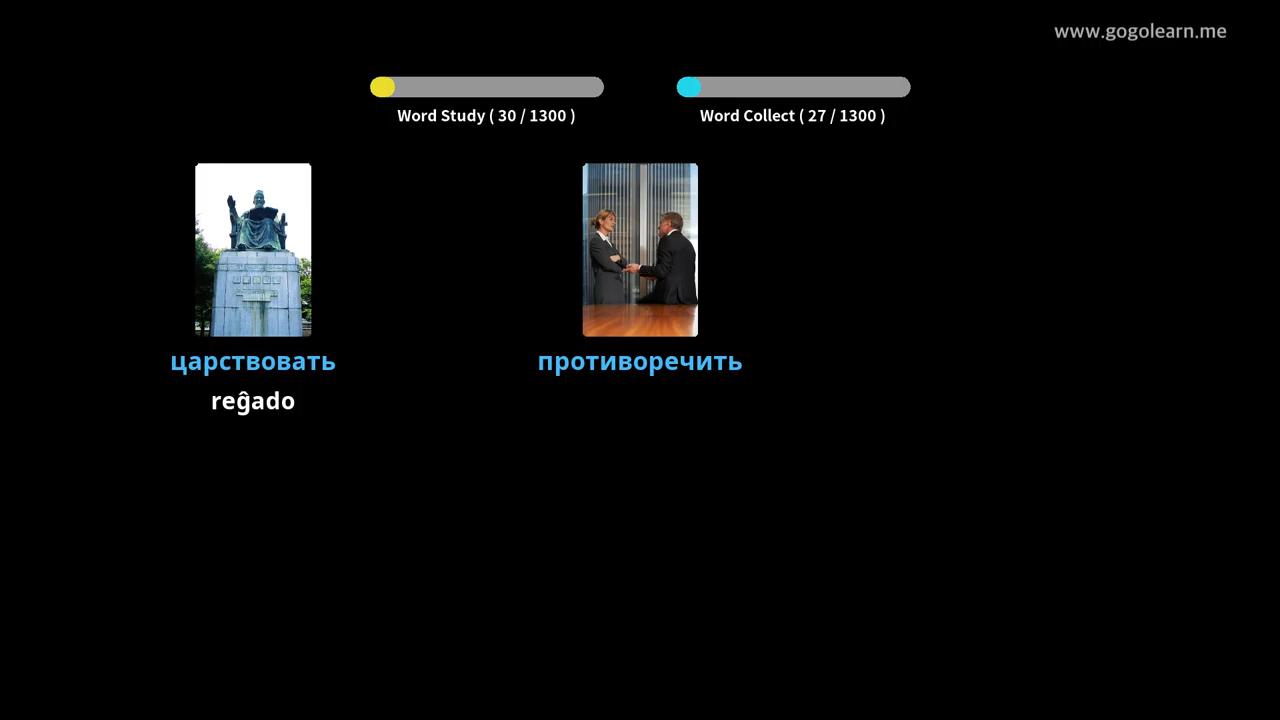 www.gogolearn.me
Word Study ( 30 / 1300 )
Word Collect ( 27 / 1300 )
царствовать
противоречить
reĝado